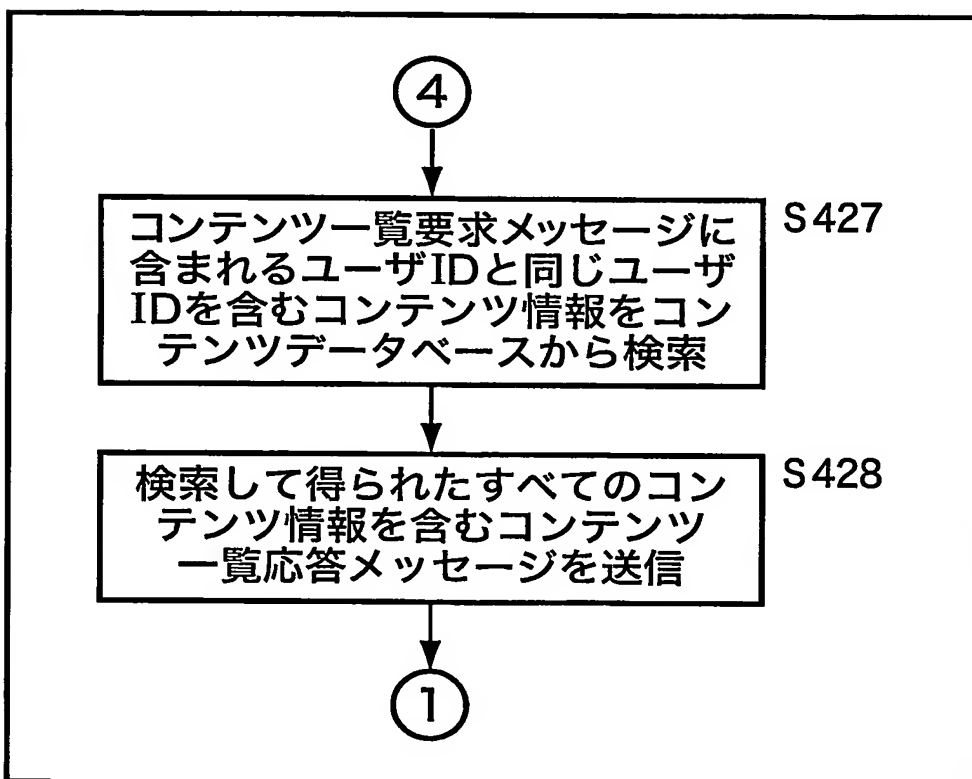 4
コンテンツ一覧要求メッセージに
含まれるユーザIDと同じユーザ
IDを含むコンテンツ情報をコン
テンツデータベースから検索
S427
検索して得られたすべてのコン
テンツ情報を含むコンテンツ
一覧応答メッセージを送信
S428
1